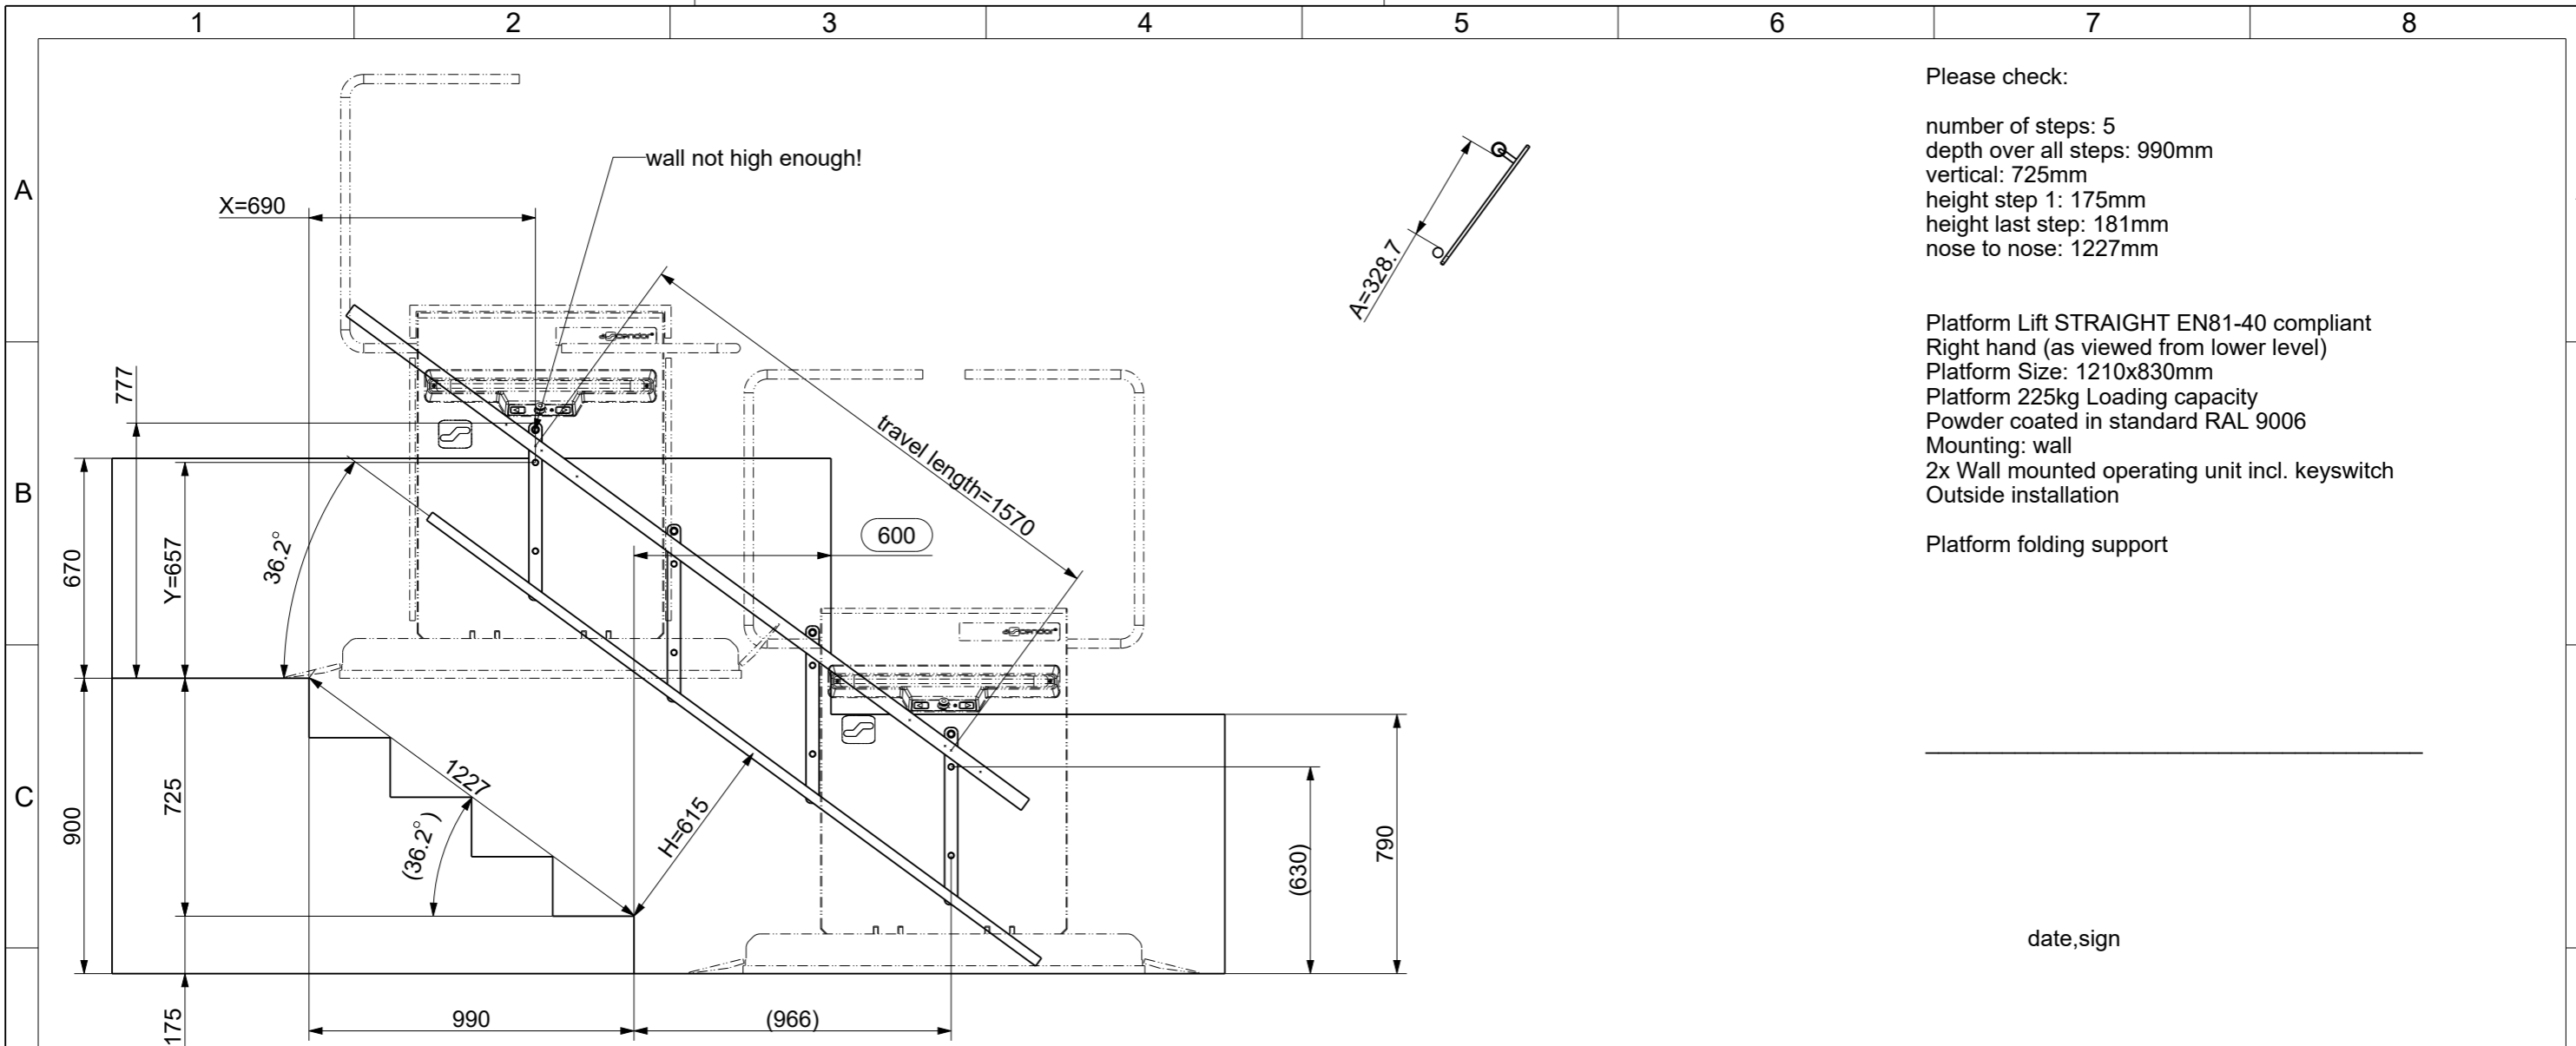 1 2 3 4 5 6 7 8
A
B
C
Please check:
number of steps: 5
depth over all steps: 990mm
vertical: 725mm
height step 1: 175mm
height last step: 181mm
nose to nose: 1227mm
Platform Lift STRAIGHT EN81-40 compliant
Right hand (as viewed from lower level)
Platform Size: 1210x830mm
Platform 225kg Loading capacity
Powder coated in standard RAL 9006
Mounting: wall
2x Wall mounted operating unit incl. keyswitch
Outside installation
Platform folding support
date,sign
wall not high enough!
X=690
A=328.7
777
travel length=1570
600
670
Y=657
36.2°
900
725
1227
(36.2°)
H=615
(630)
790
175
990
(966)